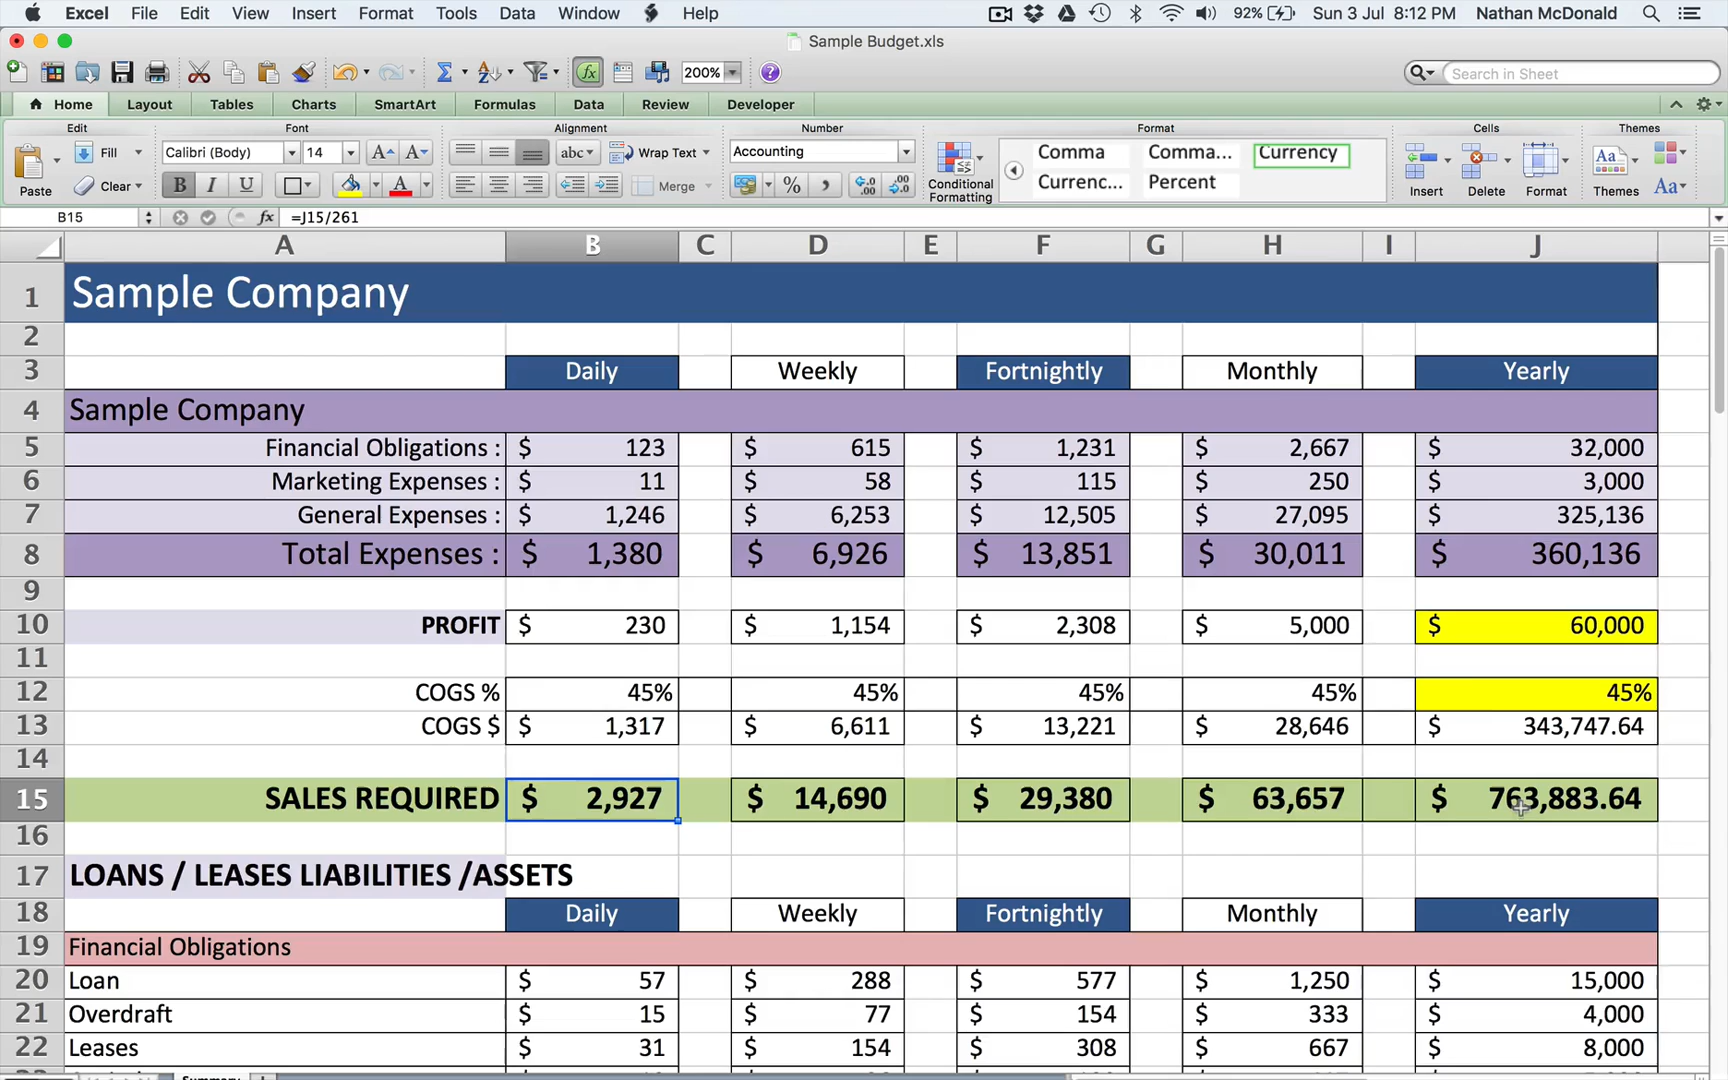 Excel File Edit View Insert Format Tools Data Window Help 92% Sun 3 Jul 8:12 PM Nathan McDonald
Sample Budget.xls
200% Search in Sheet
Home Layout Tables Charts SmartArt Formulas Data Review Developer
Edit Font Alignment Number Format Cells Themes
Fill Calibri (Body) 14 A A abc Wrap Text Accounting Comma Comma... Currency
Paste Clear B I U A Merge % Conditional Formatting Currenc... Percent Insert Delete Format Themes Aa
B15 fx =J15/261
A B C D E F G H I J
1 Sample Company
2
3 Daily Weekly Fortnightly Monthly Yearly
4 Sample Company
5 Financial Obligations : $ 123 $ 615 $ 1,231 $ 2,667 $ 32,000
6 Marketing Expenses : $ 11 $ 58 $ 115 $ 250 $ 3,000
7 General Expenses : $ 1,246 $ 6,253 $ 12,505 $ 27,095 $ 325,136
8 Total Expenses : $ 1,380 $ 6,926 $ 13,851 $ 30,011 $ 360,136
9
10 PROFIT $ 230 $ 1,154 $ 2,308 $ 5,000 $ 60,000
11
12 COGS % 45% 45% 45% 45% 45%
13 COGS $ $ 1,317 $ 6,611 $ 13,221 $ 28,646 $ 343,747.64
14
15 SALES REQUIRED $ 2,927 $ 14,690 $ 29,380 $ 63,657 $ 763,883.64
16
17 LOANS / LEASES LIABILITIES /ASSETS
18 Daily Weekly Fortnightly Monthly Yearly
19 Financial Obligations
20 Loan $ 57 $ 288 $ 577 $ 1,250 $ 15,000
21 Overdraft $ 15 $ 77 $ 154 $ 333 $ 4,000
22 Leases $ 31 $ 154 $ 308 $ 667 $ 8,000
Summary